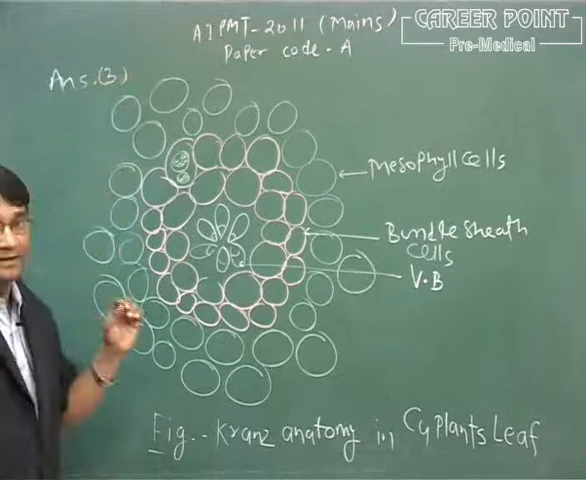 CAREER POINT
Pre-Medical
AIPMT-2011 (Mains)
Paper code - A
Ans.(3)
Mesophyll cells
Bundle sheath
cells
V.B
Fig.- Kranz anatomy in C4 Plants Leaf